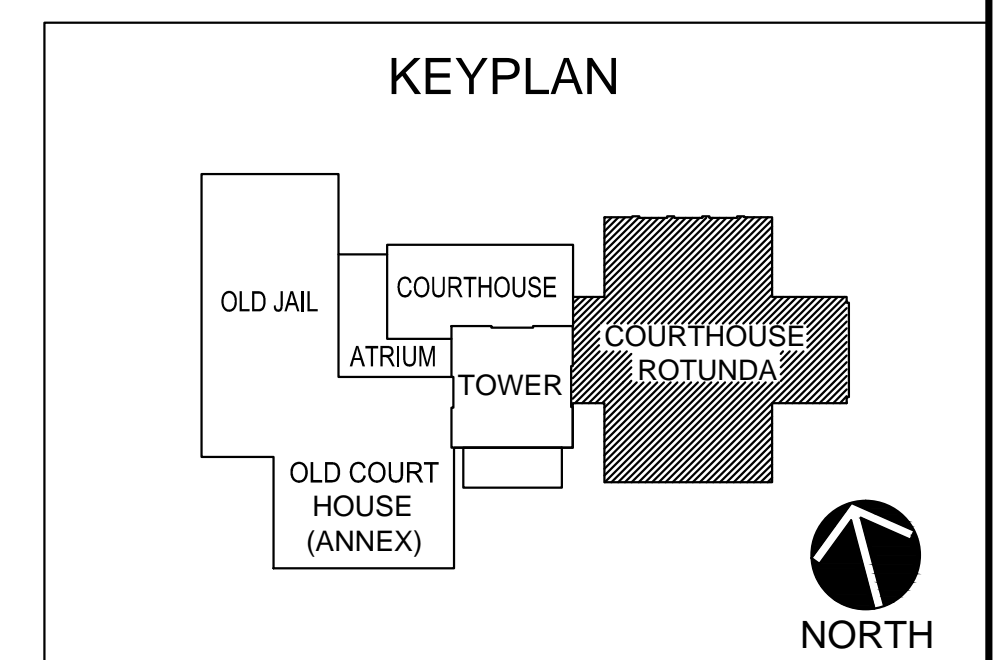 KEYPLAN
OLD JAIL
COURTHOUSE
ATRIUM
TOWER
COURTHOUSE
ROTUNDA
OLD COURT
HOUSE
(ANNEX)
NORTH